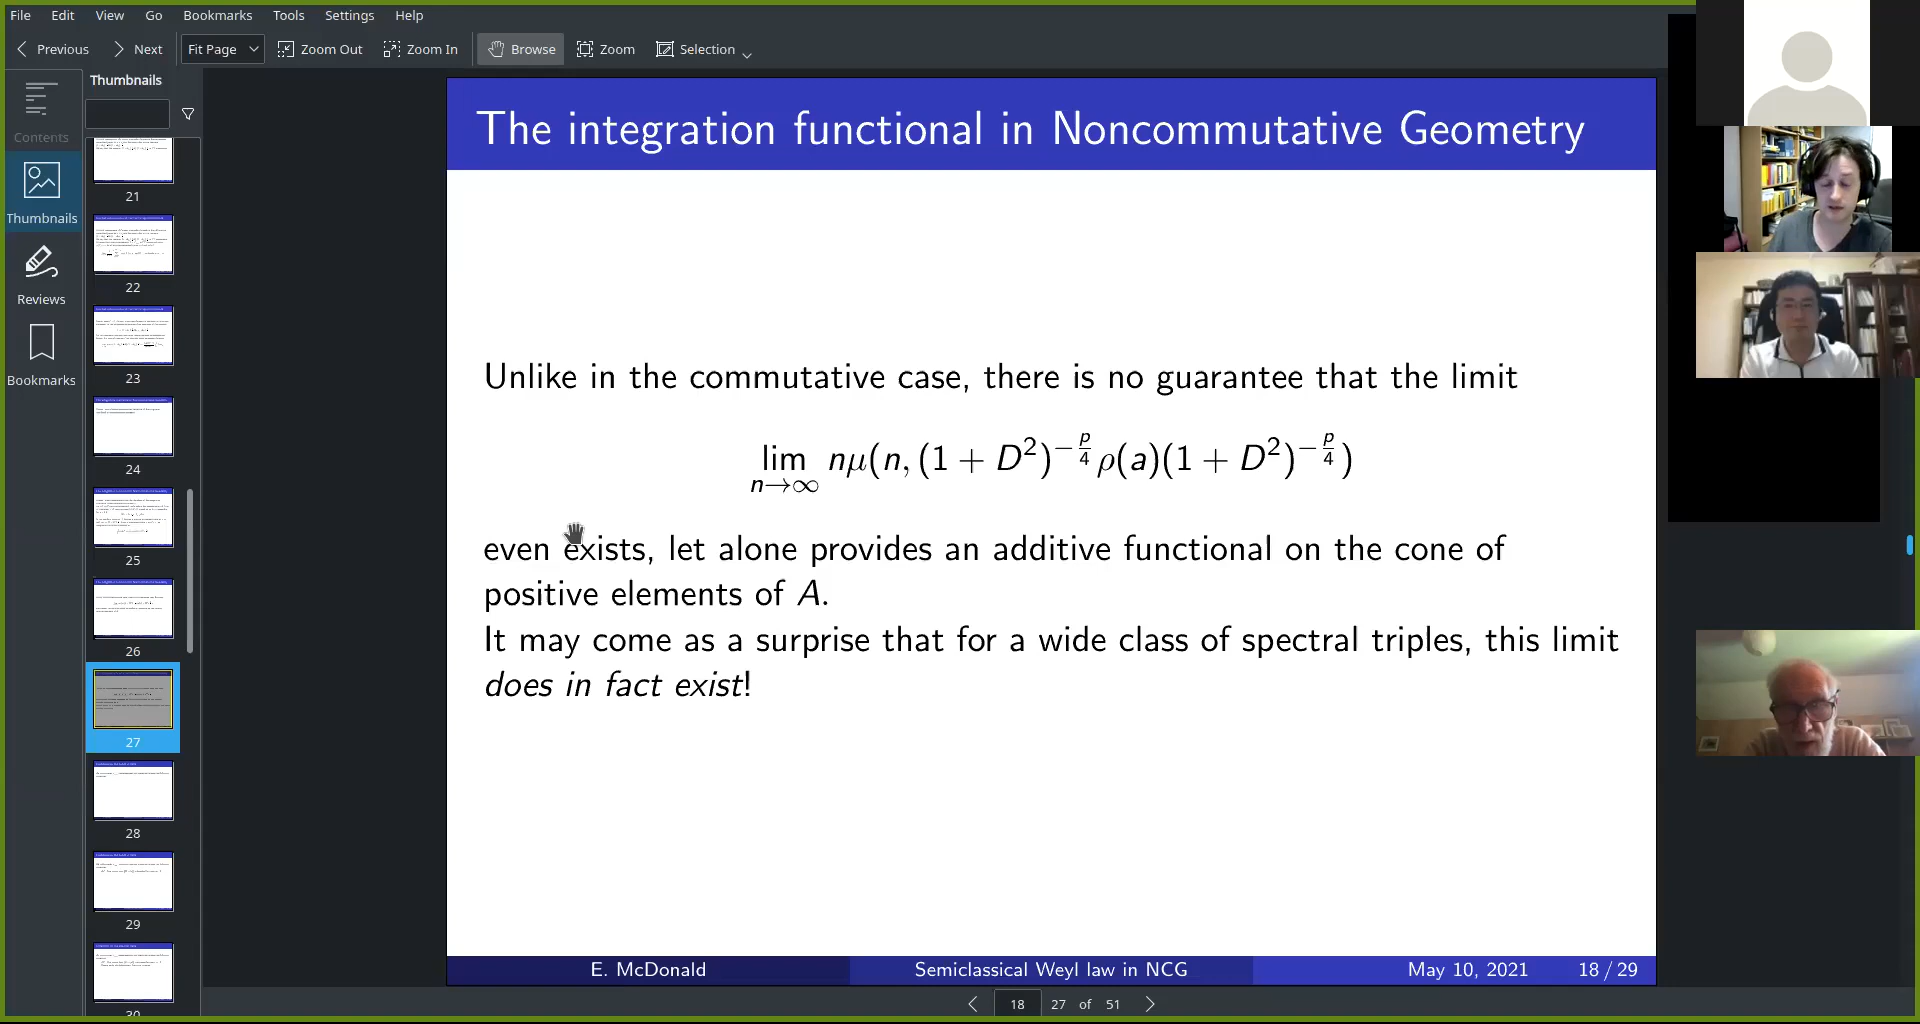 File Edit View Go Bookmarks Tools Settings Help
Previous Next Fit Page Zoom Out Zoom In Browse Zoom Selection
Contents
Thumbnails
Reviews
Bookmarks
Thumbnails
21
22
23
24
25
26
27
28
29
30
The integration functional in Noncommutative Geometry
Unlike in the commutative case, there is no guarantee that the limit
lim_{n→∞} nμ(n, (1 + D²)^{-p/4} ρ(a)(1 + D²)^{-p/4})
even exists, let alone provides an additive functional on the cone of
positive elements of A.
It may come as a surprise that for a wide class of spectral triples, this limit
does in fact exist!
E. McDonald Semiclassical Weyl law in NCG May 10, 2021 18 / 29
18 27 of 51